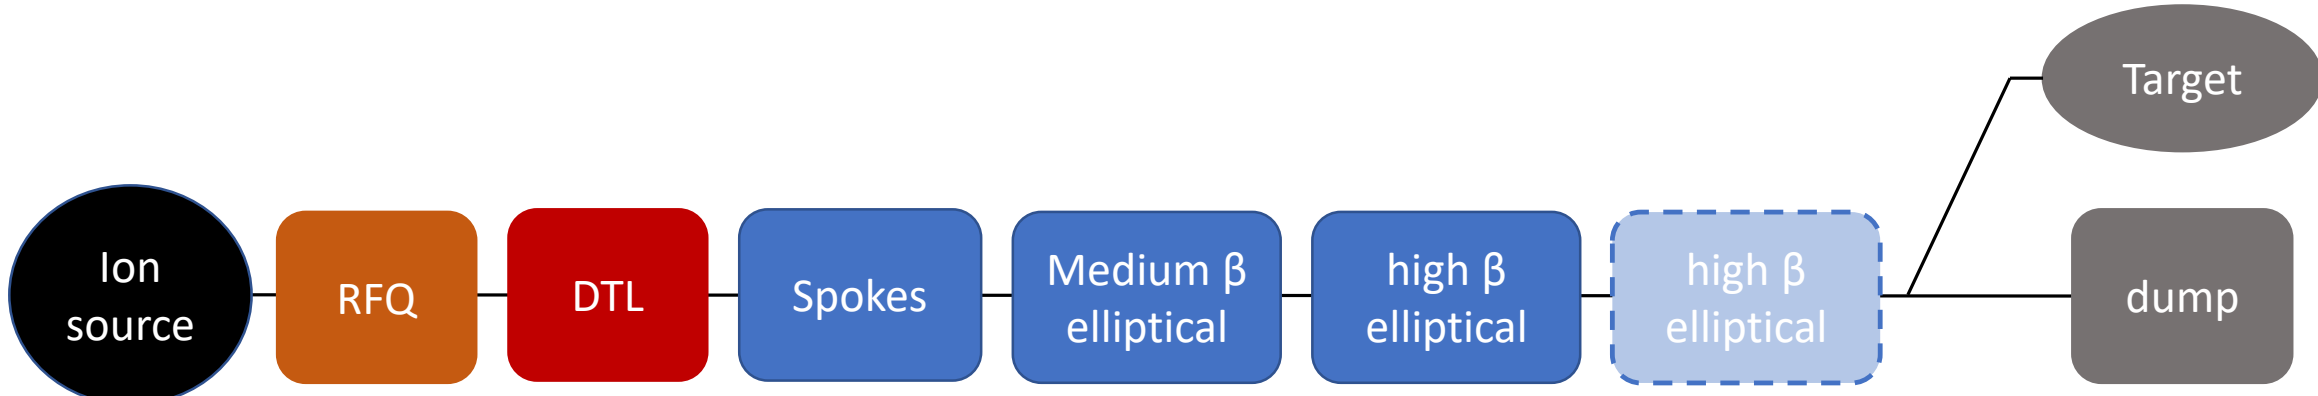 Ion
source
RFQ
DTL
Spokes
Medium β
elliptical
high β
elliptical
high β
elliptical
Target
dump